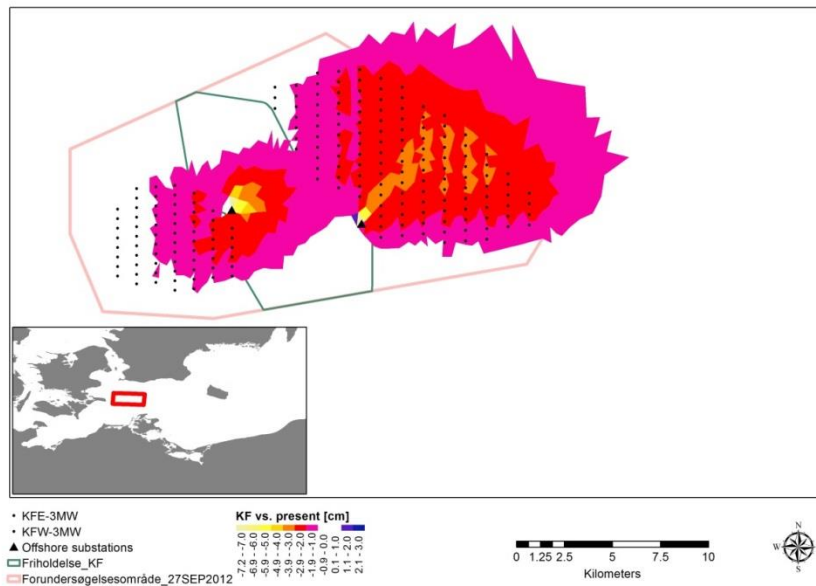 • KFE-3MW
• KFW-3MW
▲ Offshore substations
Friholdelse_KF
Forundersøgelsesområde_27SEP2012
KF vs. present [cm]
-7.2 - -7.0
-6.9 - -6.0
-5.9 - -5.0
-4.9 - -4.0
-3.9 - -3.0
-2.9 - -2.0
-1.9 - -1.0
-0.9 - 0.0
0.1 - 1.0
1.1 - 2.0
2.1 - 3.0
0 1.25 2.5 5 7.5 10
Kilometers
N
W E
S